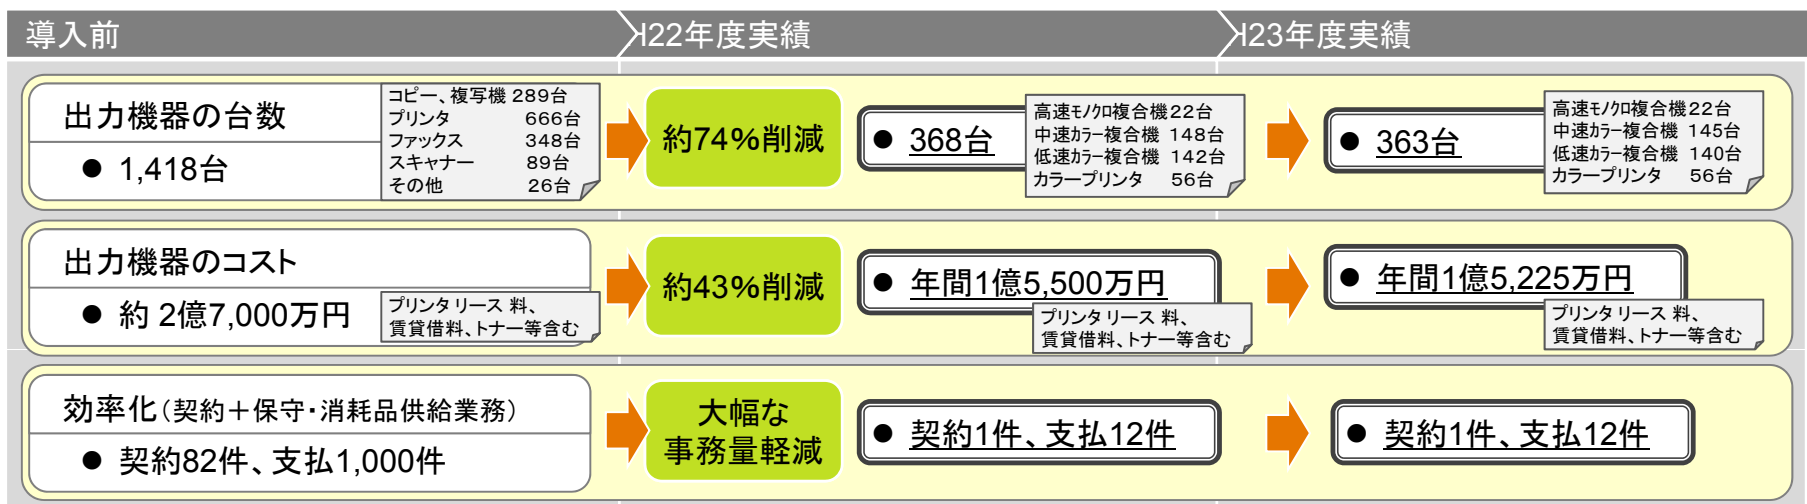 導入前
H22年度実績
H23年度実績
出力機器の台数
● 1,418台
コピー、複写機 289台
プリンタ 666台
ファックス 348台
スキャナー 89台
その他 26台
約74%削減
● 368台
高速モノクロ複合機22台
中速カラー複合機 148台
低速カラー複合機 142台
カラープリンタ 56台
● 363台
高速モノクロ複合機22台
中速カラー複合機 145台
低速カラー複合機 140台
カラープリンタ 56台
出力機器のコスト
● 約 2億7,000万円
プリンタリース 料、
賃貸借料、トナー等含む
約43%削減
● 年間1億5,500万円
プリンタリース 料、
賃貸借料、トナー等含む
● 年間1億5,225万円
プリンタリース 料、
賃貸借料、トナー等含む
効率化(契約+保守・消耗品供給業務)
● 契約82件、支払1,000件
大幅な
事務量軽減
● 契約1件、支払12件
● 契約1件、支払12件